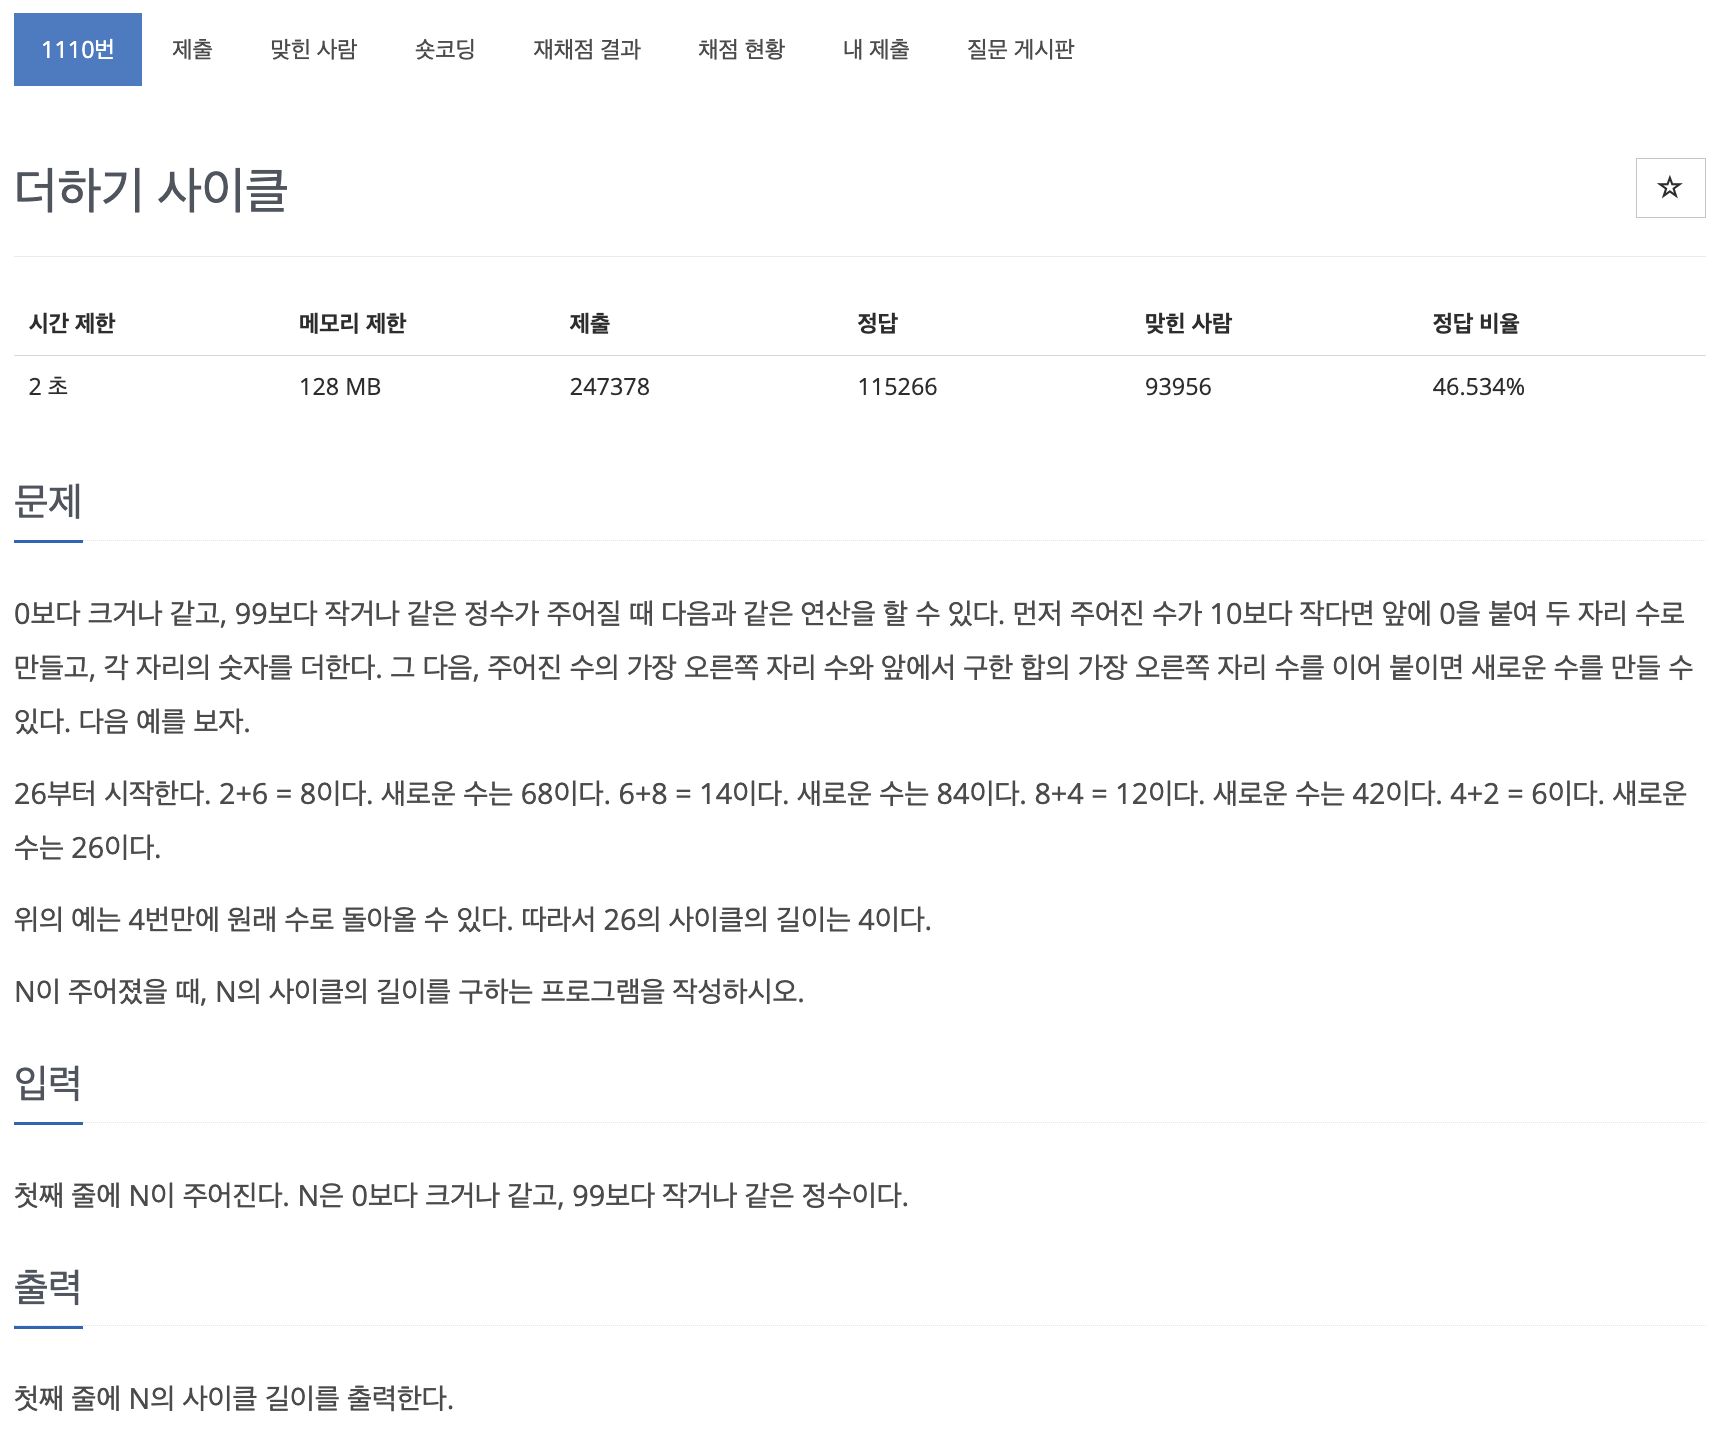 1110번 제출 맞힌 사람 숏코딩 재채점 결과 채점 현황 내 제출 질문 게시판
더하기 사이클
시간 제한 메모리 제한 제출 정답 맞힌 사람 정답 비율
2 초 128 MB 247378 115266 93956 46.534%
문제
0보다 크거나 같고, 99보다 작거나 같은 정수가 주어질 때 다음과 같은 연산을 할 수 있다. 먼저 주어진 수가 10보다 작다면 앞에 0을 붙여 두 자리 수로
만들고, 각 자리의 숫자를 더한다. 그 다음, 주어진 수의 가장 오른쪽 자리 수와 앞에서 구한 합의 가장 오른쪽 자리 수를 이어 붙이면 새로운 수를 만들 수
있다. 다음 예를 보자.
26부터 시작한다. 2+6 = 8이다. 새로운 수는 68이다. 6+8 = 14이다. 새로운 수는 84이다. 8+4 = 12이다. 새로운 수는 42이다. 4+2 = 6이다. 새로운
수는 26이다.
위의 예는 4번만에 원래 수로 돌아올 수 있다. 따라서 26의 사이클의 길이는 4이다.
N이 주어졌을 때, N의 사이클의 길이를 구하는 프로그램을 작성하시오.
입력
첫째 줄에 N이 주어진다. N은 0보다 크거나 같고, 99보다 작거나 같은 정수이다.
출력
첫째 줄에 N의 사이클 길이를 출력한다.